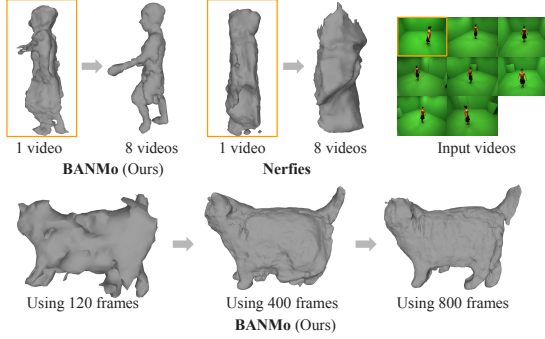 1 video
8 videos
1 video
8 videos
Input videos
BANMo (Ours)
Nerfies
Using 120 frames
Using 400 frames
Using 800 frames
BANMo (Ours)